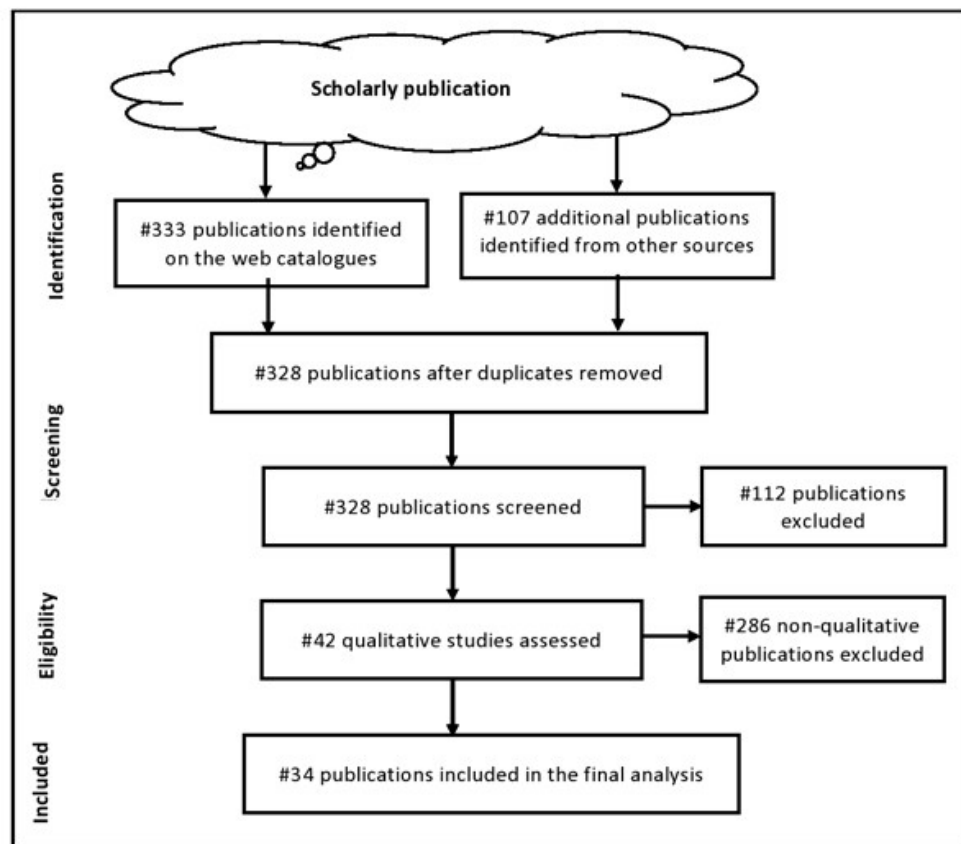 Scholarly publication
Identification
#333 publications identified
on the web catalogues
#107 additional publications
identified from other sources
#328 publications after duplicates removed
Screening
#328 publications screened
#112 publications
excluded
Eligibility
#42 qualitative studies assessed
#286 non-qualitative
publications excluded
Included
#34 publications included in the final analysis